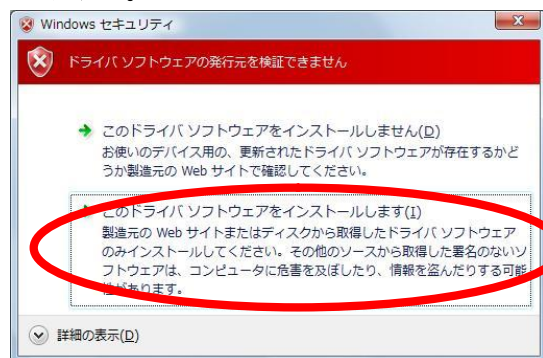 Windows セキュリティ
ドライバ ソフトウェアの発行元を検証できません
このドライバ ソフトウェアをインストールしません(D)
お使いのデバイス用の、更新されたドライバ ソフトウェアが存在するかど
うか製造元の Web サイトで確認してください。
このドライバ ソフトウェアをインストールします(I)
製造元の Web サイトまたはディスクから取得したドライバ ソフトウェア
のみインストールしてください。その他のソースから取得した署名のないソ
フトウェアは、コンピュータに危害を及ぼしたり、情報を盗んだりする可能
性があります。
詳細の表示(D)